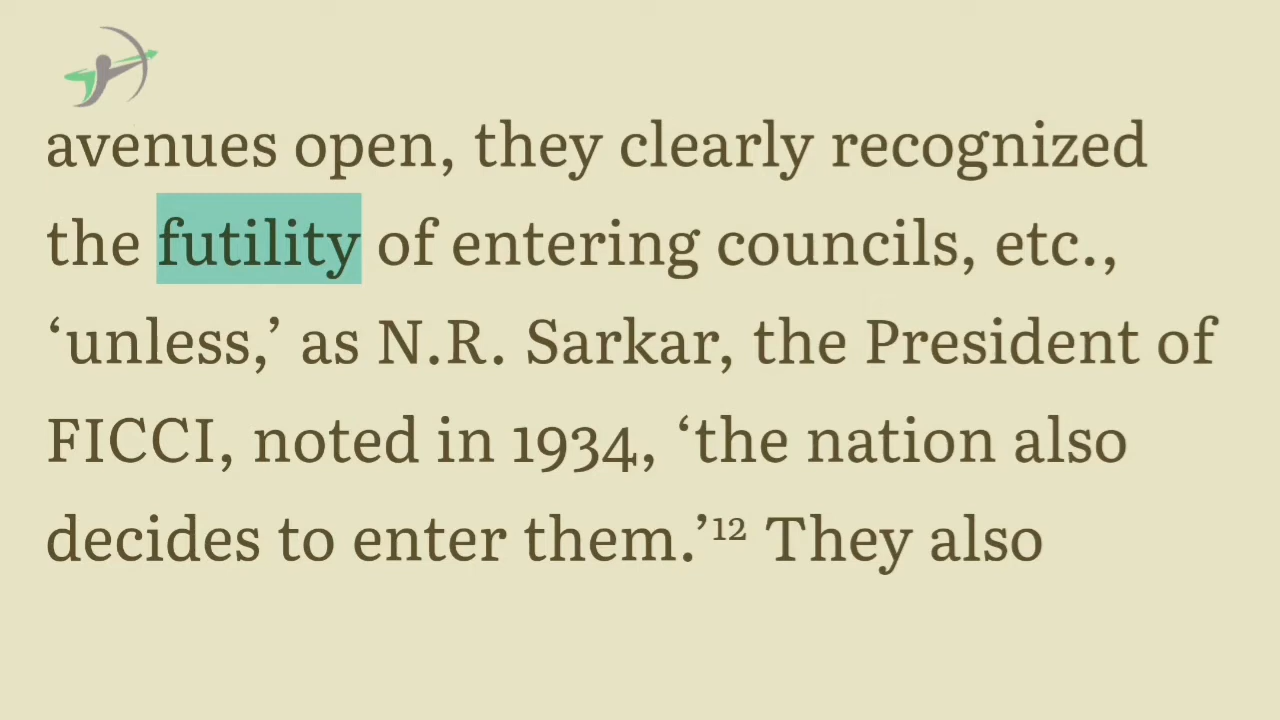 avenues open, they clearly recognized
the futility of entering councils, etc.,
‘unless,’ as N.R. Sarkar, the President of
FICCI, noted in 1934, ‘the nation also
decides to enter them.’¹² They also